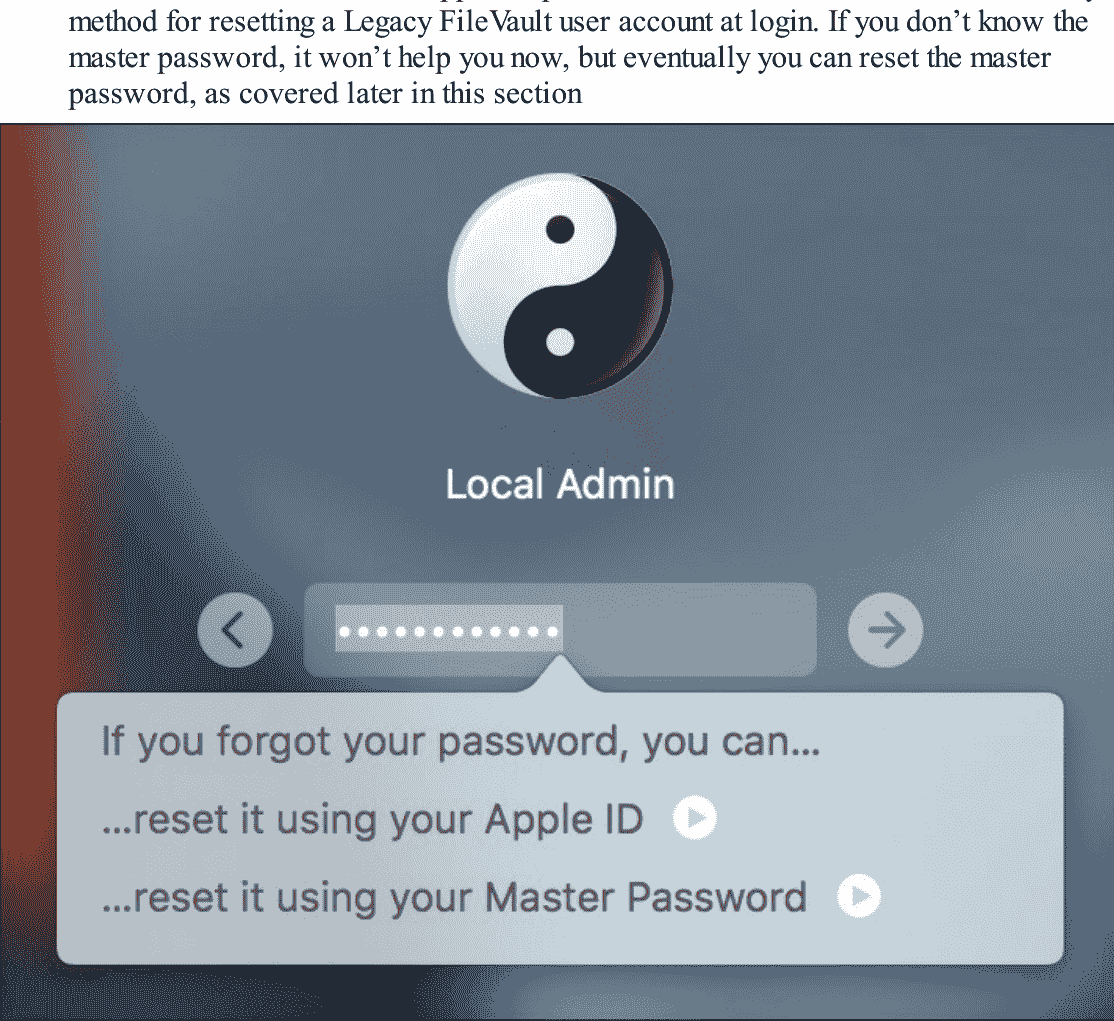 method for resetting a Legacy FileVault user account at login. If you don’t know the
master password, it won’t help you now, but eventually you can reset the master
password, as covered later in this section
Local Admin
If you forgot your password, you can...
...reset it using your Apple ID
...reset it using your Master Password